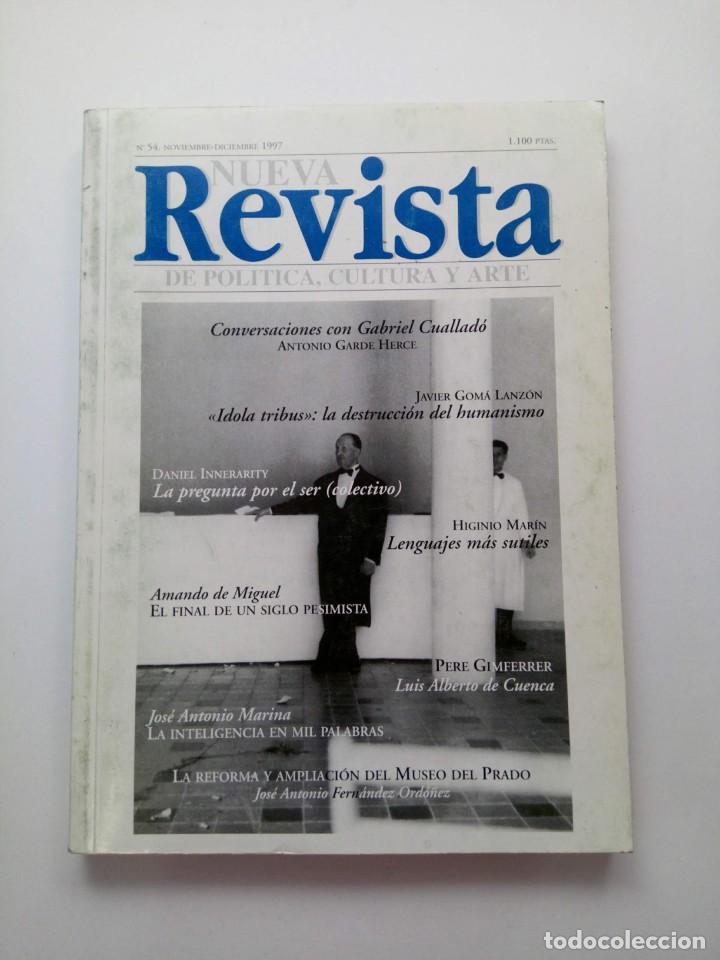 Nº 54. NOVIEMBRE-DICIEMBRE 1997
1.100 PTAS.
NUEVA
Revista
DE POLITICA, CULTURA Y ARTE
Conversaciones con Gabriel Cualladó
ANTONIO GARDE HERCE
JAVIER GOMÁ LANZÓN
«Idola tribus»: la destrucción del humanismo
DANIEL INNERARITY
La pregunta por el ser (colectivo)
HIGINIO MARÍN
Lenguajes más sutiles
Amando de Miguel
EL FINAL DE UN SIGLO PESIMISTA
PERE GIMFERRER
Luis Alberto de Cuenca
José Antonio Marina
LA INTELIGENCIA EN MIL PALABRAS
LA REFORMA Y AMPLIACIÓN DEL MUSEO DEL PRADO
José Antonio Fernández Ordóñez
todocoleccion